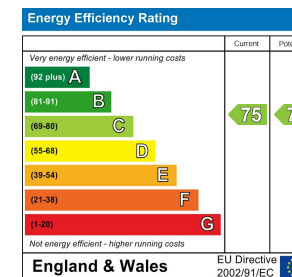 Energy Efficiency Rating
Current
Very energy efficient - lower running costs
(92 plus) A
(81-91) B
(69-80) C
75
(55-68) D
(39-54) E
(21-38) F
(1-20) G
Not energy efficient - higher running costs
England & Wales
EU Directive
2002/91/EC